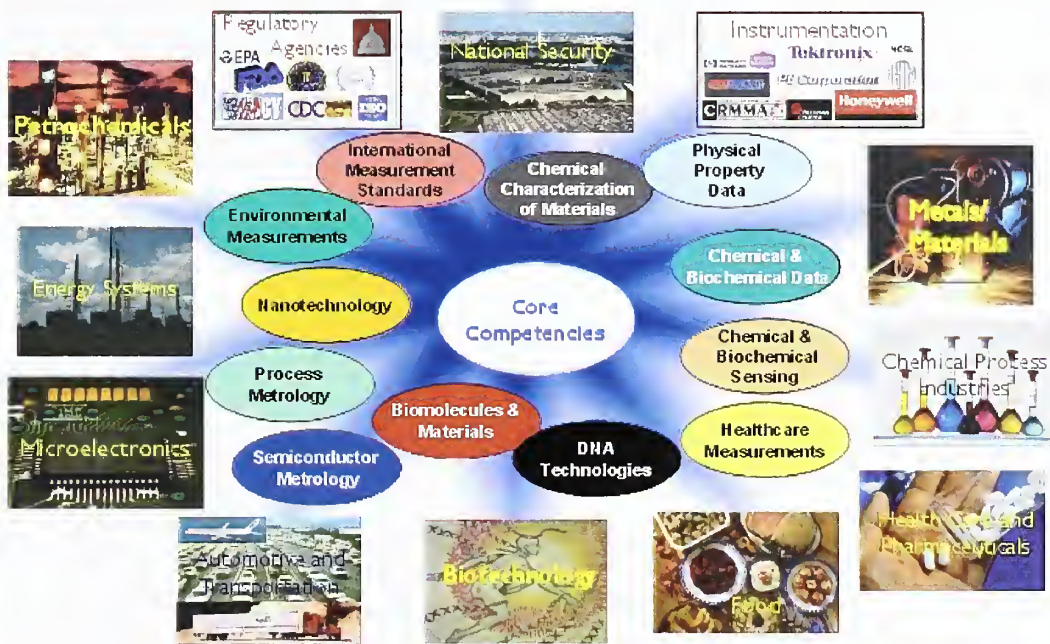 Regulatory
Agencies
EPA
CDC
National Security
Instrumentation
Tektronix
PE Corporation
CRMMA
Honeywell
Petrochemicals
International
Measurement
Standards
Chemical
Characterization
of Materials
Physical
Property
Data
Metals/
Materials
Environmental
Measurements
Chemical &
Biochemical Data
Energy Systems
Nanotechnology
Core
Competencies
Chemical &
Biochemical
Sensing
Chemical Process
Industries
Process
Metrology
Biomolecules &
Materials
Healthcare
Measurements
Microelectronics
Semiconductor
Metrology
DNA
Technologies
Health Care and
Pharmaceuticals
Automotive and
Transportation
Biotechnology
Food